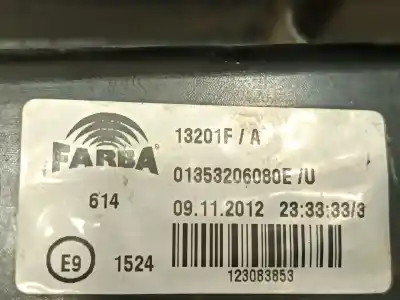 FARBA
614
E9
1524
13201F / A
01353206080E /U
09.11.2012 23:33:33/3
123083853